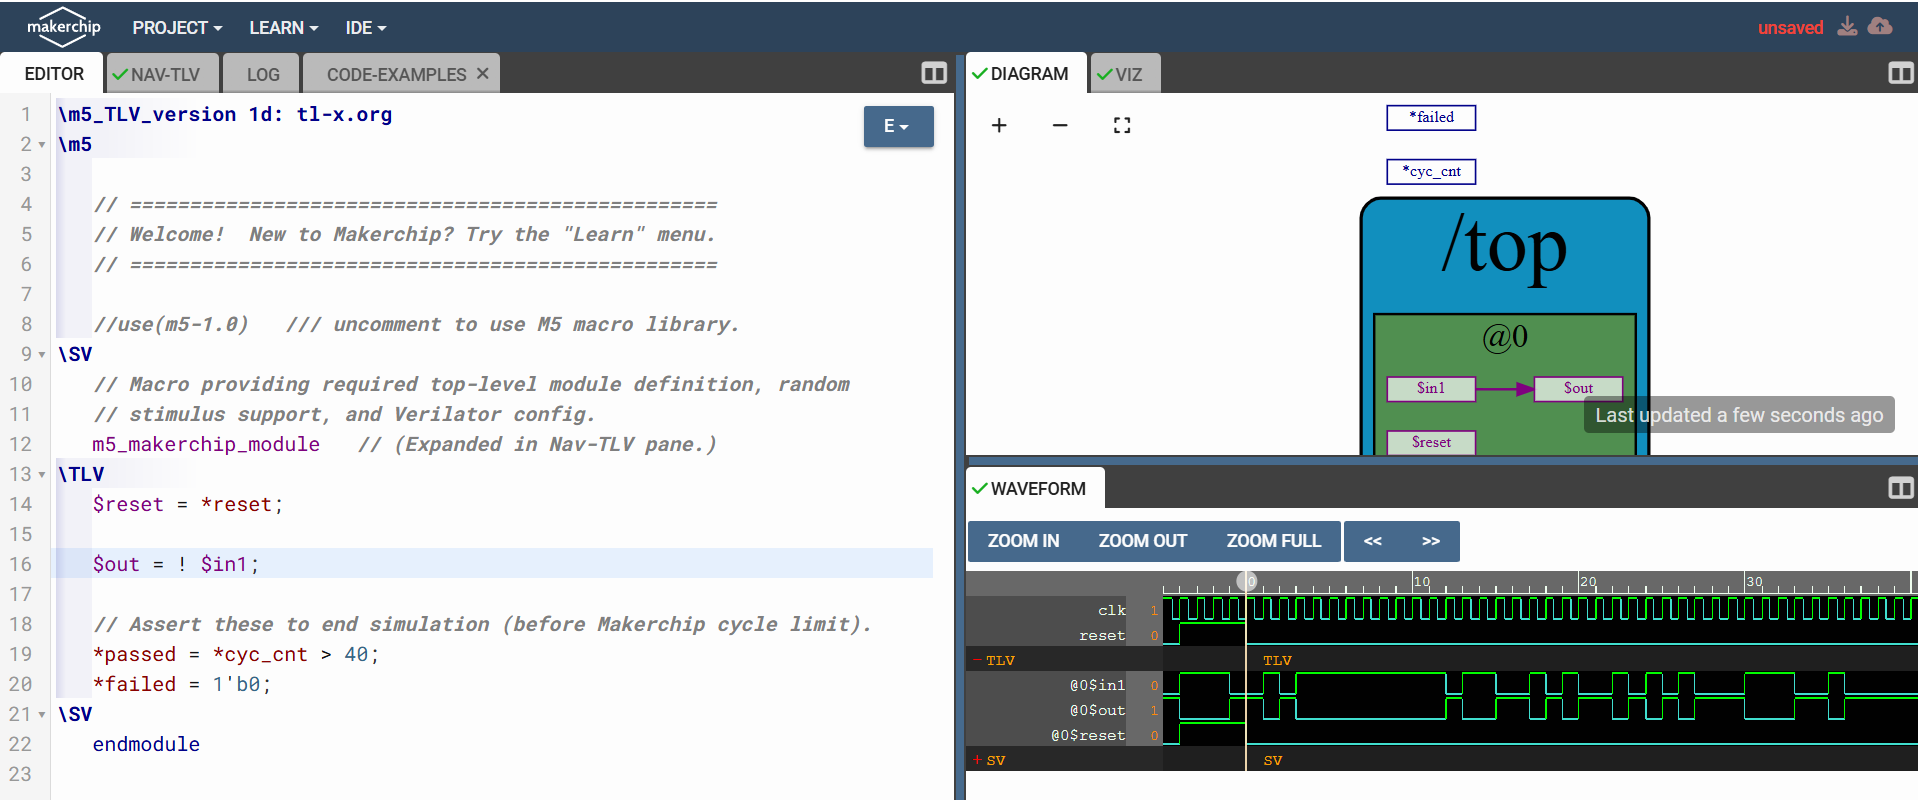 makerchip PROJECT LEARN IDE unsaved
EDITOR NAV-TLV LOG CODE-EXAMPLES
E
1 \m5_TLV_version 1d: tl-x.org
2 \m5
3
4 // =================================================
5 // Welcome!  New to Makerchip? Try the "Learn" menu.
6 // =================================================
7
8 //use(m5-1.0)   /// uncomment to use M5 macro library.
9 \SV
10 // Macro providing required top-level module definition, random
11 // stimulus support, and Verilator config.
12 m5_makerchip_module   // (Expanded in Nav-TLV pane.)
13 \TLV
14 $reset = *reset;
15
16 $out = ! $in1;
17
18 // Assert these to end simulation (before Makerchip cycle limit).
19 *passed = *cyc_cnt > 40;
20 *failed = 1'b0;
21 \SV
22 endmodule
23
DIAGRAM VIZ
*failed
*cyc_cnt
/top
@0
$in1 $out
Last updated a few seconds ago
$reset
WAVEFORM
ZOOM IN ZOOM OUT ZOOM FULL << >>
0 10 20 30
clk 1
reset 0
- TLV TLV
@0$in1 0
@0$out 1
@0$reset 0
+ SV SV